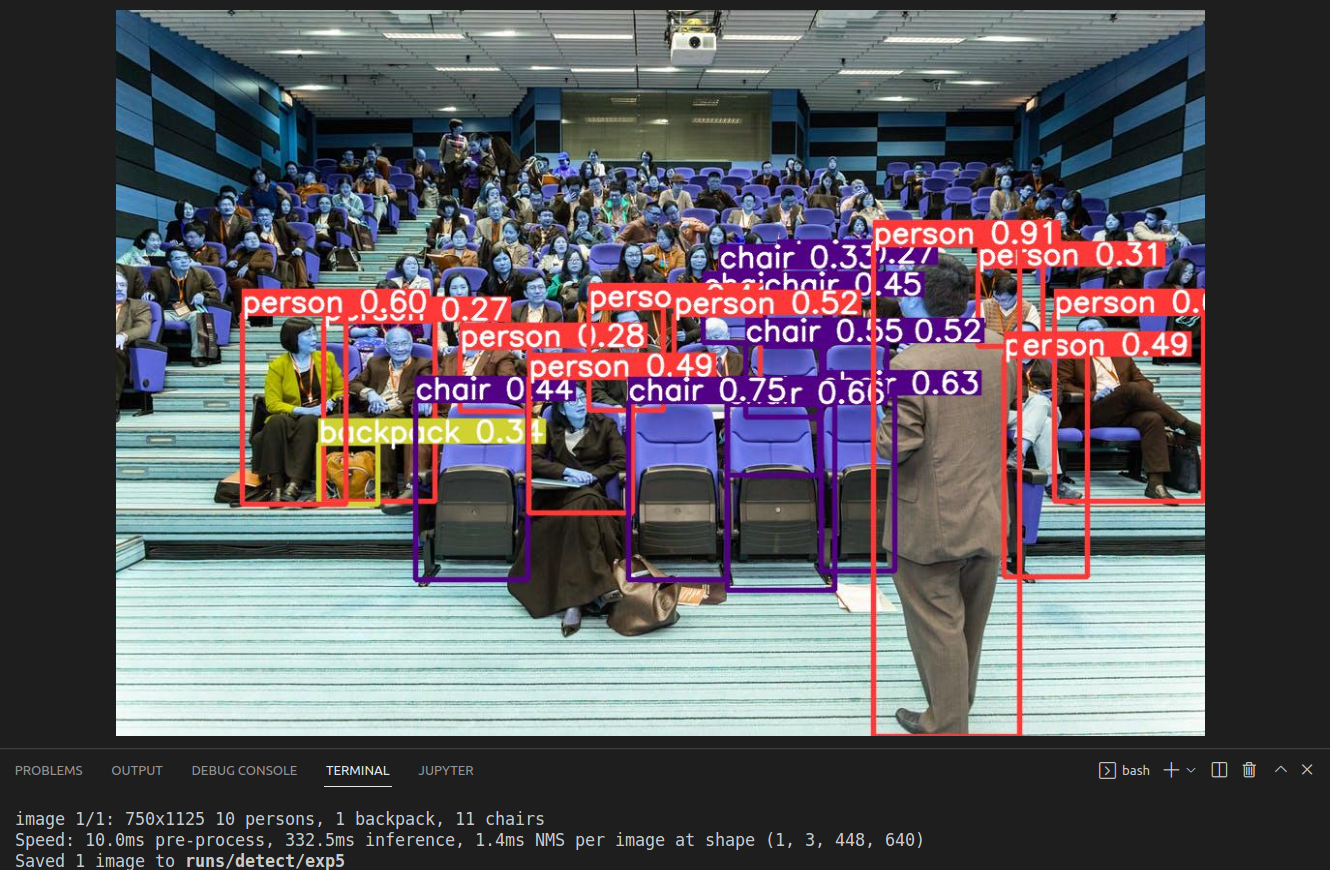 person 0.91
chair 0.33
0.27
person 0.31
chair 0.45
person 0.60
0.27
perso
person 0.52
person 0.
person 0.28
chair 0.55 0.52
person 0.49
person 0.49
chair 0.44
chair 0.75
0.66
0.63
backpack 0.34
PROBLEMS OUTPUT DEBUG CONSOLE TERMINAL JUPYTER bash
image 1/1: 750x1125 10 persons, 1 backpack, 11 chairs
Speed: 10.0ms pre-process, 332.5ms inference, 1.4ms NMS per image at shape (1, 3, 448, 640)
Saved 1 image to runs/detect/exp5